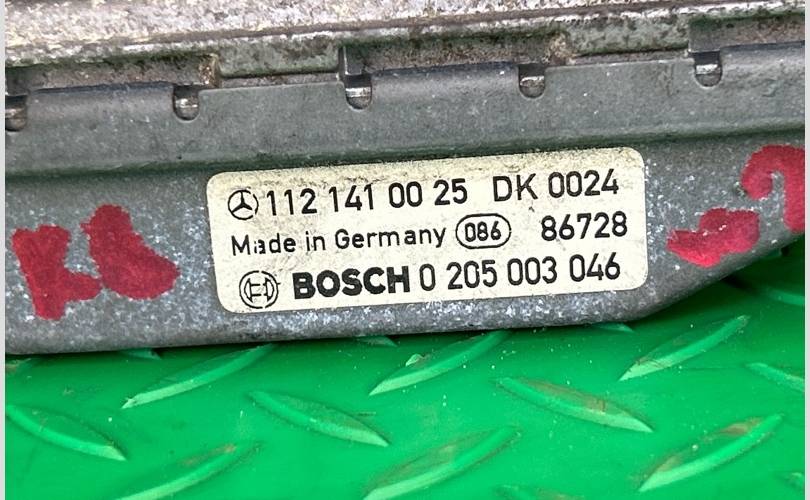 112 141 00 25 DK 0024
Made in Germany 086 86728
BOSCH 0 205 003 046